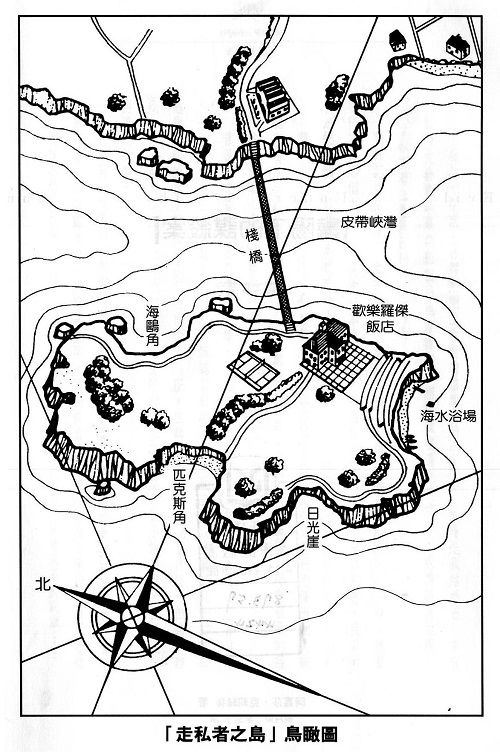 皮帶峽灣
棧橋
海鷗角
歡樂羅傑
飯店
海水浴場
匹克斯角
日光崖
北
「走私者之島」鳥瞰圖